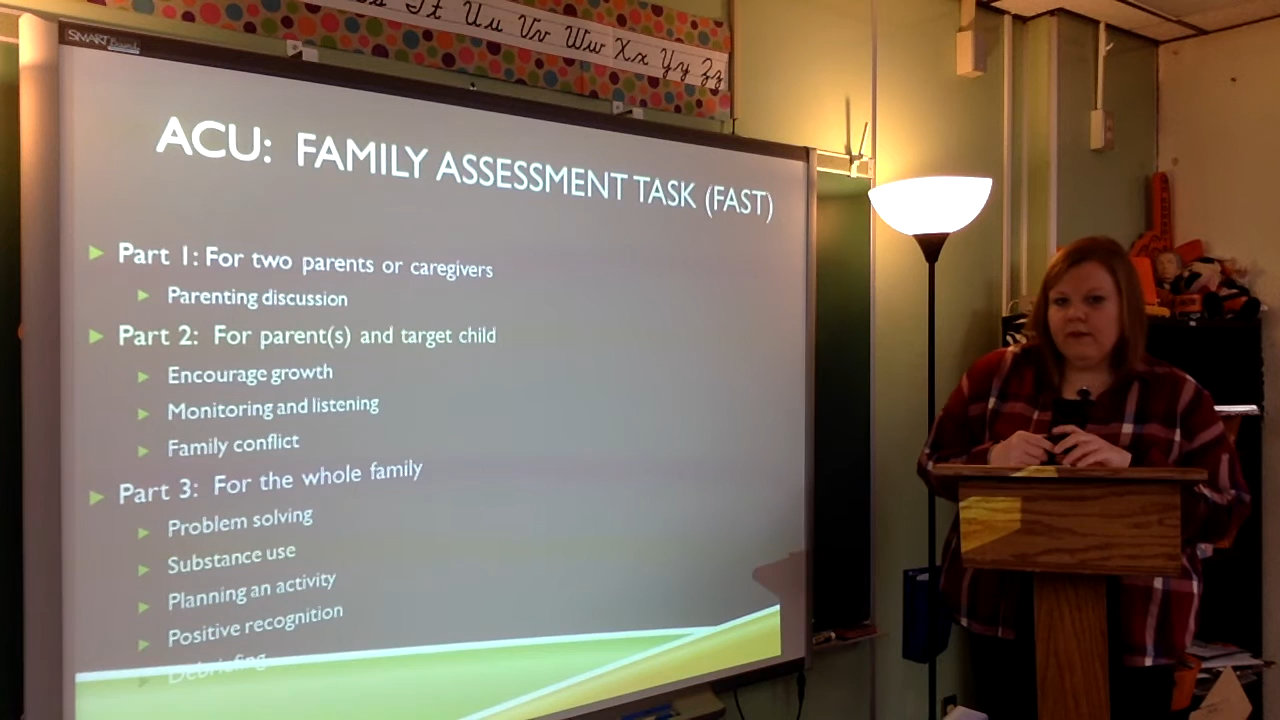 Tt Uu Vv Ww Xx Yy Zz
SMART Board
ACU: FAMILY ASSESSMENT TASK (FAST)
Part 1: For two parents or caregivers
Parenting discussion
Part 2: For parent(s) and target child
Encourage growth
Monitoring and listening
Family conflict
Part 3: For the whole family
Problem solving
Substance use
Planning an activity
Positive recognition
Debriefing